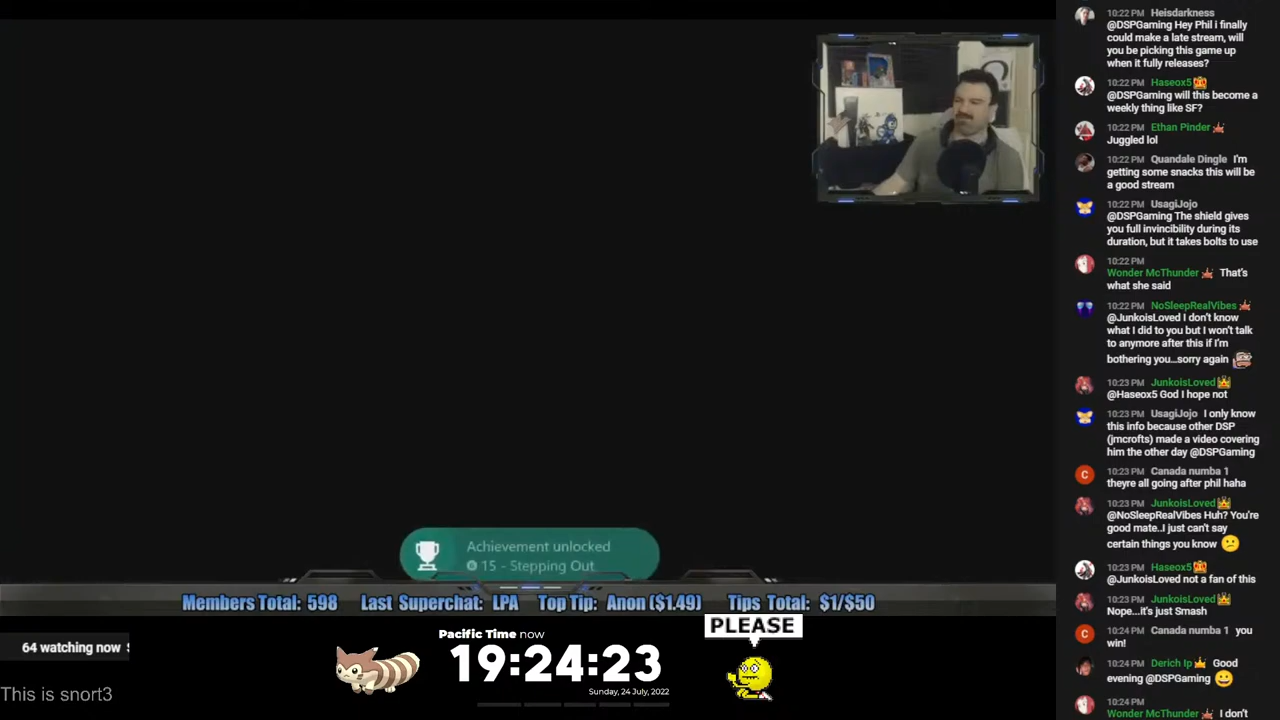 10:22 PM Heisdarkness
@DSPGaming Hey Phil i finally
could make a late stream, will
you be picking this game up
when it fully releases?
10:22 PM Haseox5
@DSPGaming will this become a
weekly thing like SF?
10:22 PM Ethan Pinder
Juggled lol
10:22 PM Quandale Dingle I'm
getting some snacks this will be
a good stream
10:22 PM UsagiJojo
@DSPGaming The shield gives
you full invincibility during its
duration, but it takes bolts to use
10:22 PM
Wonder McThunder That's
what she said
10:22 PM NoSleepRealVibes
@JunkoisLoved I don't know
what I did to you but I won't talk
to anymore after this if I'm
bothering you...sorry again
10:23 PM JunkoisLoved
@Haseox5 God I hope not
10:23 PM UsagiJojo I only know
this info because other DSP
(jmcrofts) made a video covering
him the other day @DSPGaming
C 10:23 PM Canada numba 1
theyre all going after phil haha
10:23 PM JunkoisLoved
@NoSleepRealVibes Huh? You're
good mate..I just can't say
certain things you know
10:23 PM Haseox5
@JunkoisLoved not a fan of this
10:23 PM JunkoisLoved
Nope...it's just Smash
C 10:24 PM Canada numba 1 you
win!
10:24 PM Derich Ip Good
evening @DSPGaming
10:24 PM
Wonder McThunder I don't
Achievement unlocked
G 15 - Stepping Out
Members Total: 598 Last Superchat: LPA Top Tip: Anon ($1.49) Tips Total: $1/$50
64 watching now
This is snort3
Pacific Time now
19:24:23
Sunday, 24 July, 2022
PLEASE